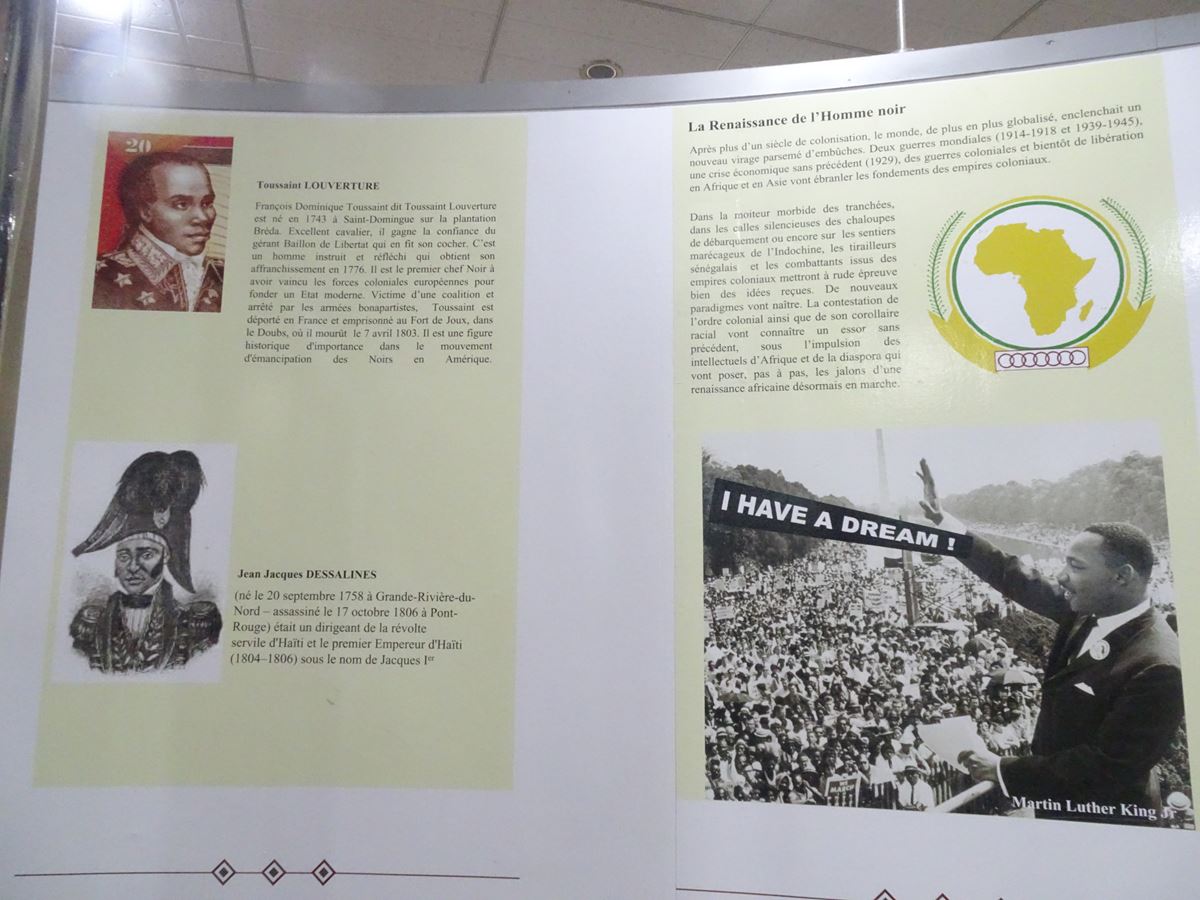 20
Toussaint LOUVERTURE
François Dominique Toussaint dit Toussaint Louverture
est né en 1743 à Saint-Domingue sur la plantation
Bréda. Excellent cavalier, il gagne la confiance du
gérant Baillon de Libertat qui en fit son cocher. C'est
un homme instruit et réfléchi qui obtient son
affranchissement en 1776. Il est le premier chef Noir à
avoir vaincu les forces coloniales européennes pour
fonder un Etat moderne. Victime d'une coalition et
arrêté par les armées bonapartistes, Toussaint est
déporté en France et emprisonné au Fort de Joux, dans
le Doubs, où il mourût le 7 avril 1803. Il est une figure
historique d'importance dans le mouvement
d'émancipation des Noirs en Amérique.
Jean Jacques DESSALINES
(né le 20 septembre 1758 à Grande-Rivière-du-
Nord – assassiné le 17 octobre 1806 à Pont-
Rouge) était un dirigeant de la révolte
servile d'Haïti et le premier Empereur d'Haïti
(1804–1806) sous le nom de Jacques Ier
La Renaissance de l'Homme noir
Après plus d'un siècle de colonisation, le monde, de plus en plus globalisé, enclenchait un
nouveau virage parsemé d'embûches. Deux guerres mondiales (1914-1918 et 1939-1945),
une crise économique sans précédent (1929), des guerres coloniales et bientôt de libération
en Afrique et en Asie vont ébranler les fondements des empires coloniaux.
Dans la moiteur morbide des tranchées,
dans les calles silencieuses des chaloupes
de débarquement ou encore sur les sentiers
marécageux de l'Indochine, les tirailleurs
sénégalais et les combattants issus des
empires coloniaux mettront à rude épreuve
bien des idées reçues. De nouveaux
paradigmes vont naître. La contestation de
l'ordre colonial ainsi que de son corollaire
racial vont connaître un essor sans
précédent, sous l'impulsion des
intellectuels d'Afrique et de la diaspora qui
vont poser, pas à pas, les jalons d'une
renaissance africaine désormais en marche.
I HAVE A DREAM !
Martin Luther King Jr